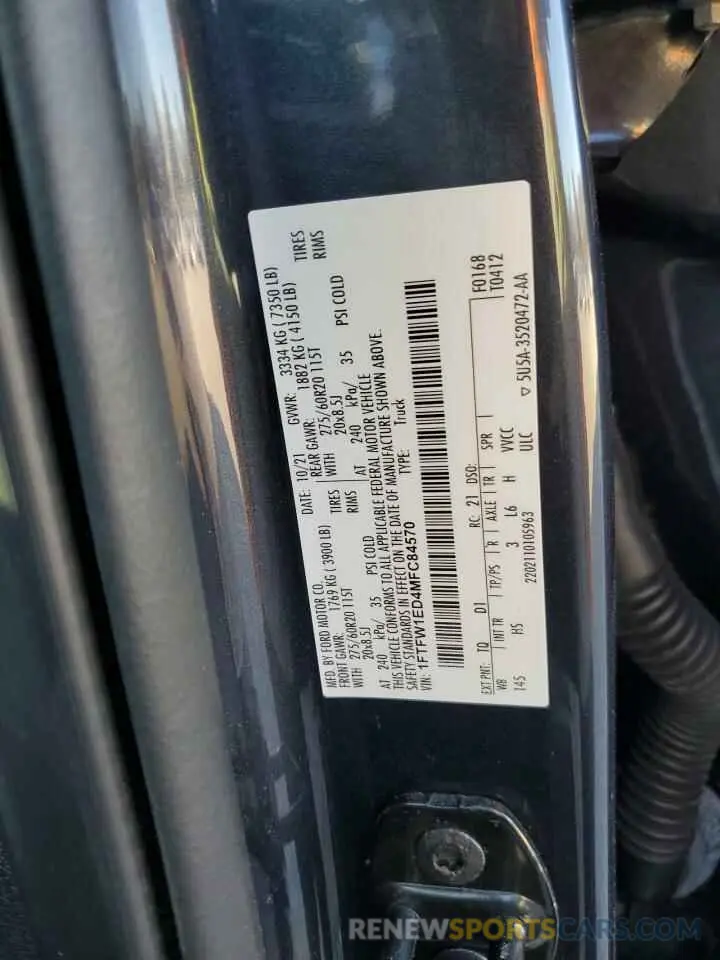 MFD. BY FORD MOTOR CO. DATE: 10/21 GVWR: 3334 KG ( 7350 LB)
FRONT GAWR: 1769 KG ( 3900 LB) REAR GAWR: 1882 KG ( 4150 LB)
WITH 275/60R20 115T TIRES WITH 275/60R20 115T TIRES
20x8.5J RIMS 20x8.5J RIMS
AT 240 kPa/ 35 PSI COLD AT 240 kPa/ 35 PSI COLD
THIS VEHICLE CONFORMS TO ALL APPLICABLE FEDERAL MOTOR VEHICLE
SAFETY STANDARDS IN EFFECT ON THE DATE OF MANUFACTURE SHOWN ABOVE.
VIN: 1FTFW1ED4MFC84570 TYPE: Truck
EXT PNT: TQ D1 RC: 21 DSO: F0168
WB INT TR TP/PS R AXLE TR SPR T0412
145 HS 3 L6 H VVCC
2202110105963 ULC ▽ 5U5A-3520472-AA
RENEWSPORTSCARS.COM